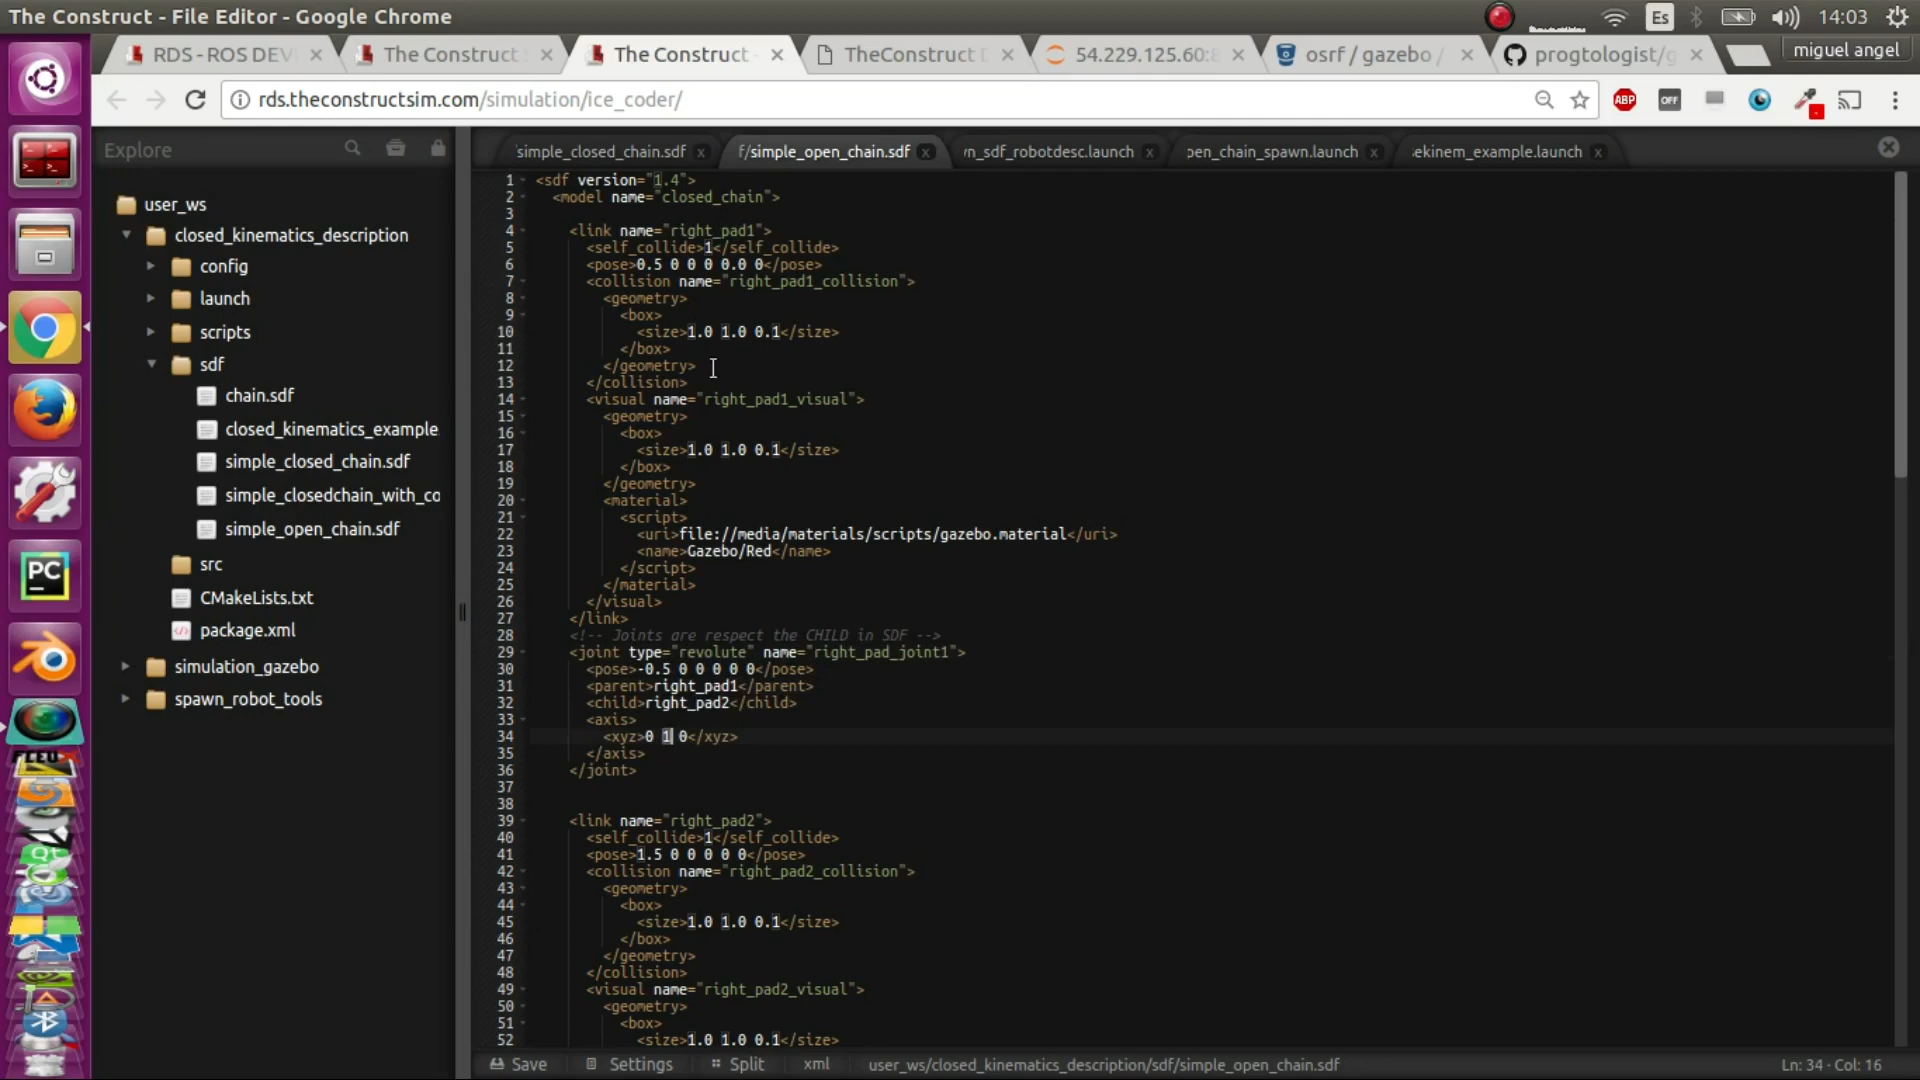 The Construct - File Editor - Google Chrome
Es
14:03
RDS - ROS DEV
The Construct
The Construct
TheConstruct
54.229.125.60:
osrf / gazebo /
progtologist/g
miguel angel
rds.theconstructsim.com/simulation/ice_coder/
ABP
OFF
Explore
simple_closed_chain.sdf
f/simple_open_chain.sdf
n_sdf_robotdesc.launch
pen_chain_spawn.launch
ekinem_example.launch
user_ws
closed_kinematics_description
config
launch
scripts
sdf
chain.sdf
closed_kinematics_example.
simple_closed_chain.sdf
simple_closedchain_with_co
simple_open_chain.sdf
src
CMakeLists.txt
package.xml
simulation_gazebo
spawn_robot_tools
PC
1 <sdf version="1.4">
2 <model name="closed_chain">
3
4 <link name="right_pad1">
5 <self_collide>1</self_collide>
6 <pose>0.5 0 0 0 0.0 0</pose>
7 <collision name="right_pad1_collision">
8 <geometry>
9 <box>
10 <size>1.0 1.0 0.1</size>
11 </box>
12 </geometry>
13 </collision>
14 <visual name="right_pad1_visual">
15 <geometry>
16 <box>
17 <size>1.0 1.0 0.1</size>
18 </box>
19 </geometry>
20 <material>
21 <script>
22 <uri>file://media/materials/scripts/gazebo.material</uri>
23 <name>Gazebo/Red</name>
24 </script>
25 </material>
26 </visual>
27 </link>
28 <!-- Joints are respect the CHILD in SDF -->
29 <joint type="revolute" name="right_pad_joint1">
30 <pose>-0.5 0 0 0 0 0</pose>
31 <parent>right_pad1</parent>
32 <child>right_pad2</child>
33 <axis>
34 <xyz>0 1 0</xyz>
35 </axis>
36 </joint>
37
38
39 <link name="right_pad2">
40 <self_collide>1</self_collide>
41 <pose>1.5 0 0 0 0 0</pose>
42 <collision name="right_pad2_collision">
43 <geometry>
44 <box>
45 <size>1.0 1.0 0.1</size>
46 </box>
47 </geometry>
48 </collision>
49 <visual name="right_pad2_visual">
50 <geometry>
51 <box>
52 <size>1.0 1.0 0.1</size>
Save
Settings
Split
xml
user_ws/closed_kinematics_description/sdf/simple_open_chain.sdf
Ln: 34 · Col: 16